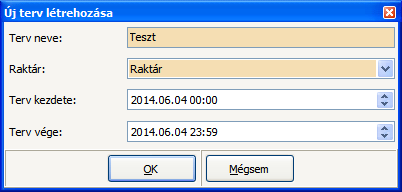 Új terv létrehozása
Terv neve: Teszt
Raktár: Raktár
Terv kezdete: 2014.06.04 00:00
Terv vége: 2014.06.04 23:59
OK Mégsem